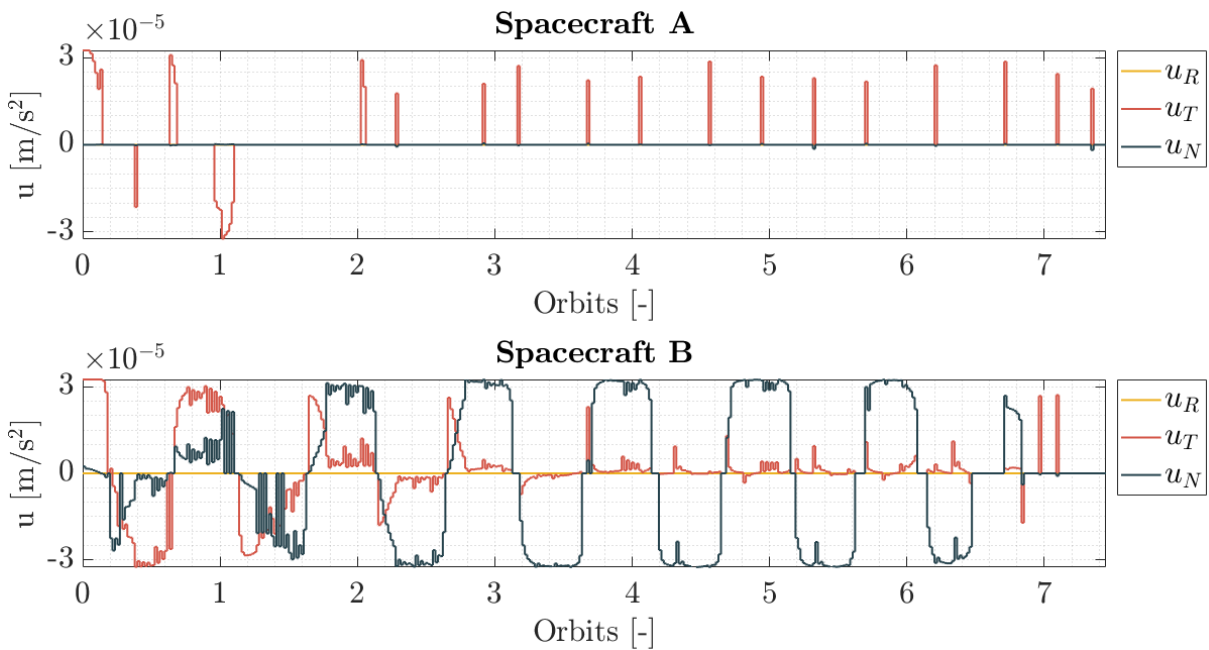 Spacecraft A
×10⁻⁵
3
0
-3
u [m/s²]
0 1 2 3 4 5 6 7
Orbits [-]
u_R
u_T
u_N
Spacecraft B
×10⁻⁵
3
0
-3
u [m/s²]
0 1 2 3 4 5 6 7
Orbits [-]
u_R
u_T
u_N